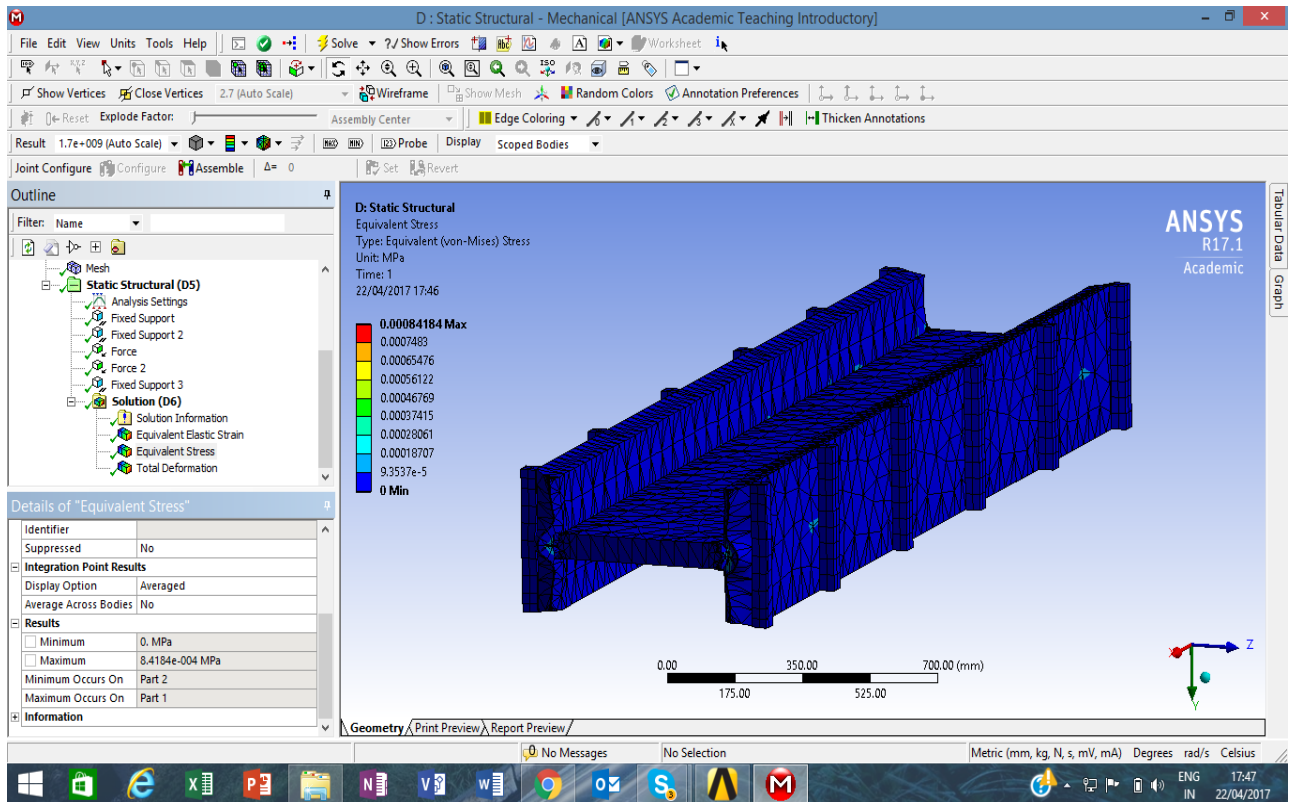 D : Static Structural - Mechanical [ANSYS Academic Teaching Introductory]
File Edit View Units Tools Help Solve ?/ Show Errors Worksheet
Show Vertices Close Vertices 2.7 (Auto Scale) Wireframe Show Mesh Random Colors Annotation Preferences
Reset Explode Factor: Assembly Center Edge Coloring Thicken Annotations
Result 1.7e+009 (Auto Scale) MAX MIN Probe Display Scoped Bodies
Joint Configure Configure Assemble Δ= 0 Set Revert
Outline
Filter: Name
Mesh
Static Structural (D5)
Analysis Settings
Fixed Support
Fixed Support 2
Force
Force 2
Fixed Support 3
Solution (D6)
Solution Information
Equivalent Elastic Strain
Equivalent Stress
Total Deformation
Details of "Equivalent Stress"
Identifier
Suppressed No
Integration Point Results
Display Option Averaged
Average Across Bodies No
Results
Minimum 0. MPa
Maximum 8.4184e-004 MPa
Minimum Occurs On Part 2
Maximum Occurs On Part 1
Information
D: Static Structural
Equivalent Stress
Type: Equivalent (von-Mises) Stress
Unit: MPa
Time: 1
22/04/2017 17:46
0.00084184 Max
0.0007483
0.00065476
0.00056122
0.00046769
0.00037415
0.00028061
0.00018707
9.3537e-5
0 Min
ANSYS
R17.1
Academic
0.00 350.00 700.00 (mm)
175.00 525.00
Z
Y
Tabular Data
Graph
Geometry Print Preview Report Preview
No Messages No Selection Metric (mm, kg, N, s, mV, mA) Degrees rad/s Celsius
ENG 17:47
IN 22/04/2017